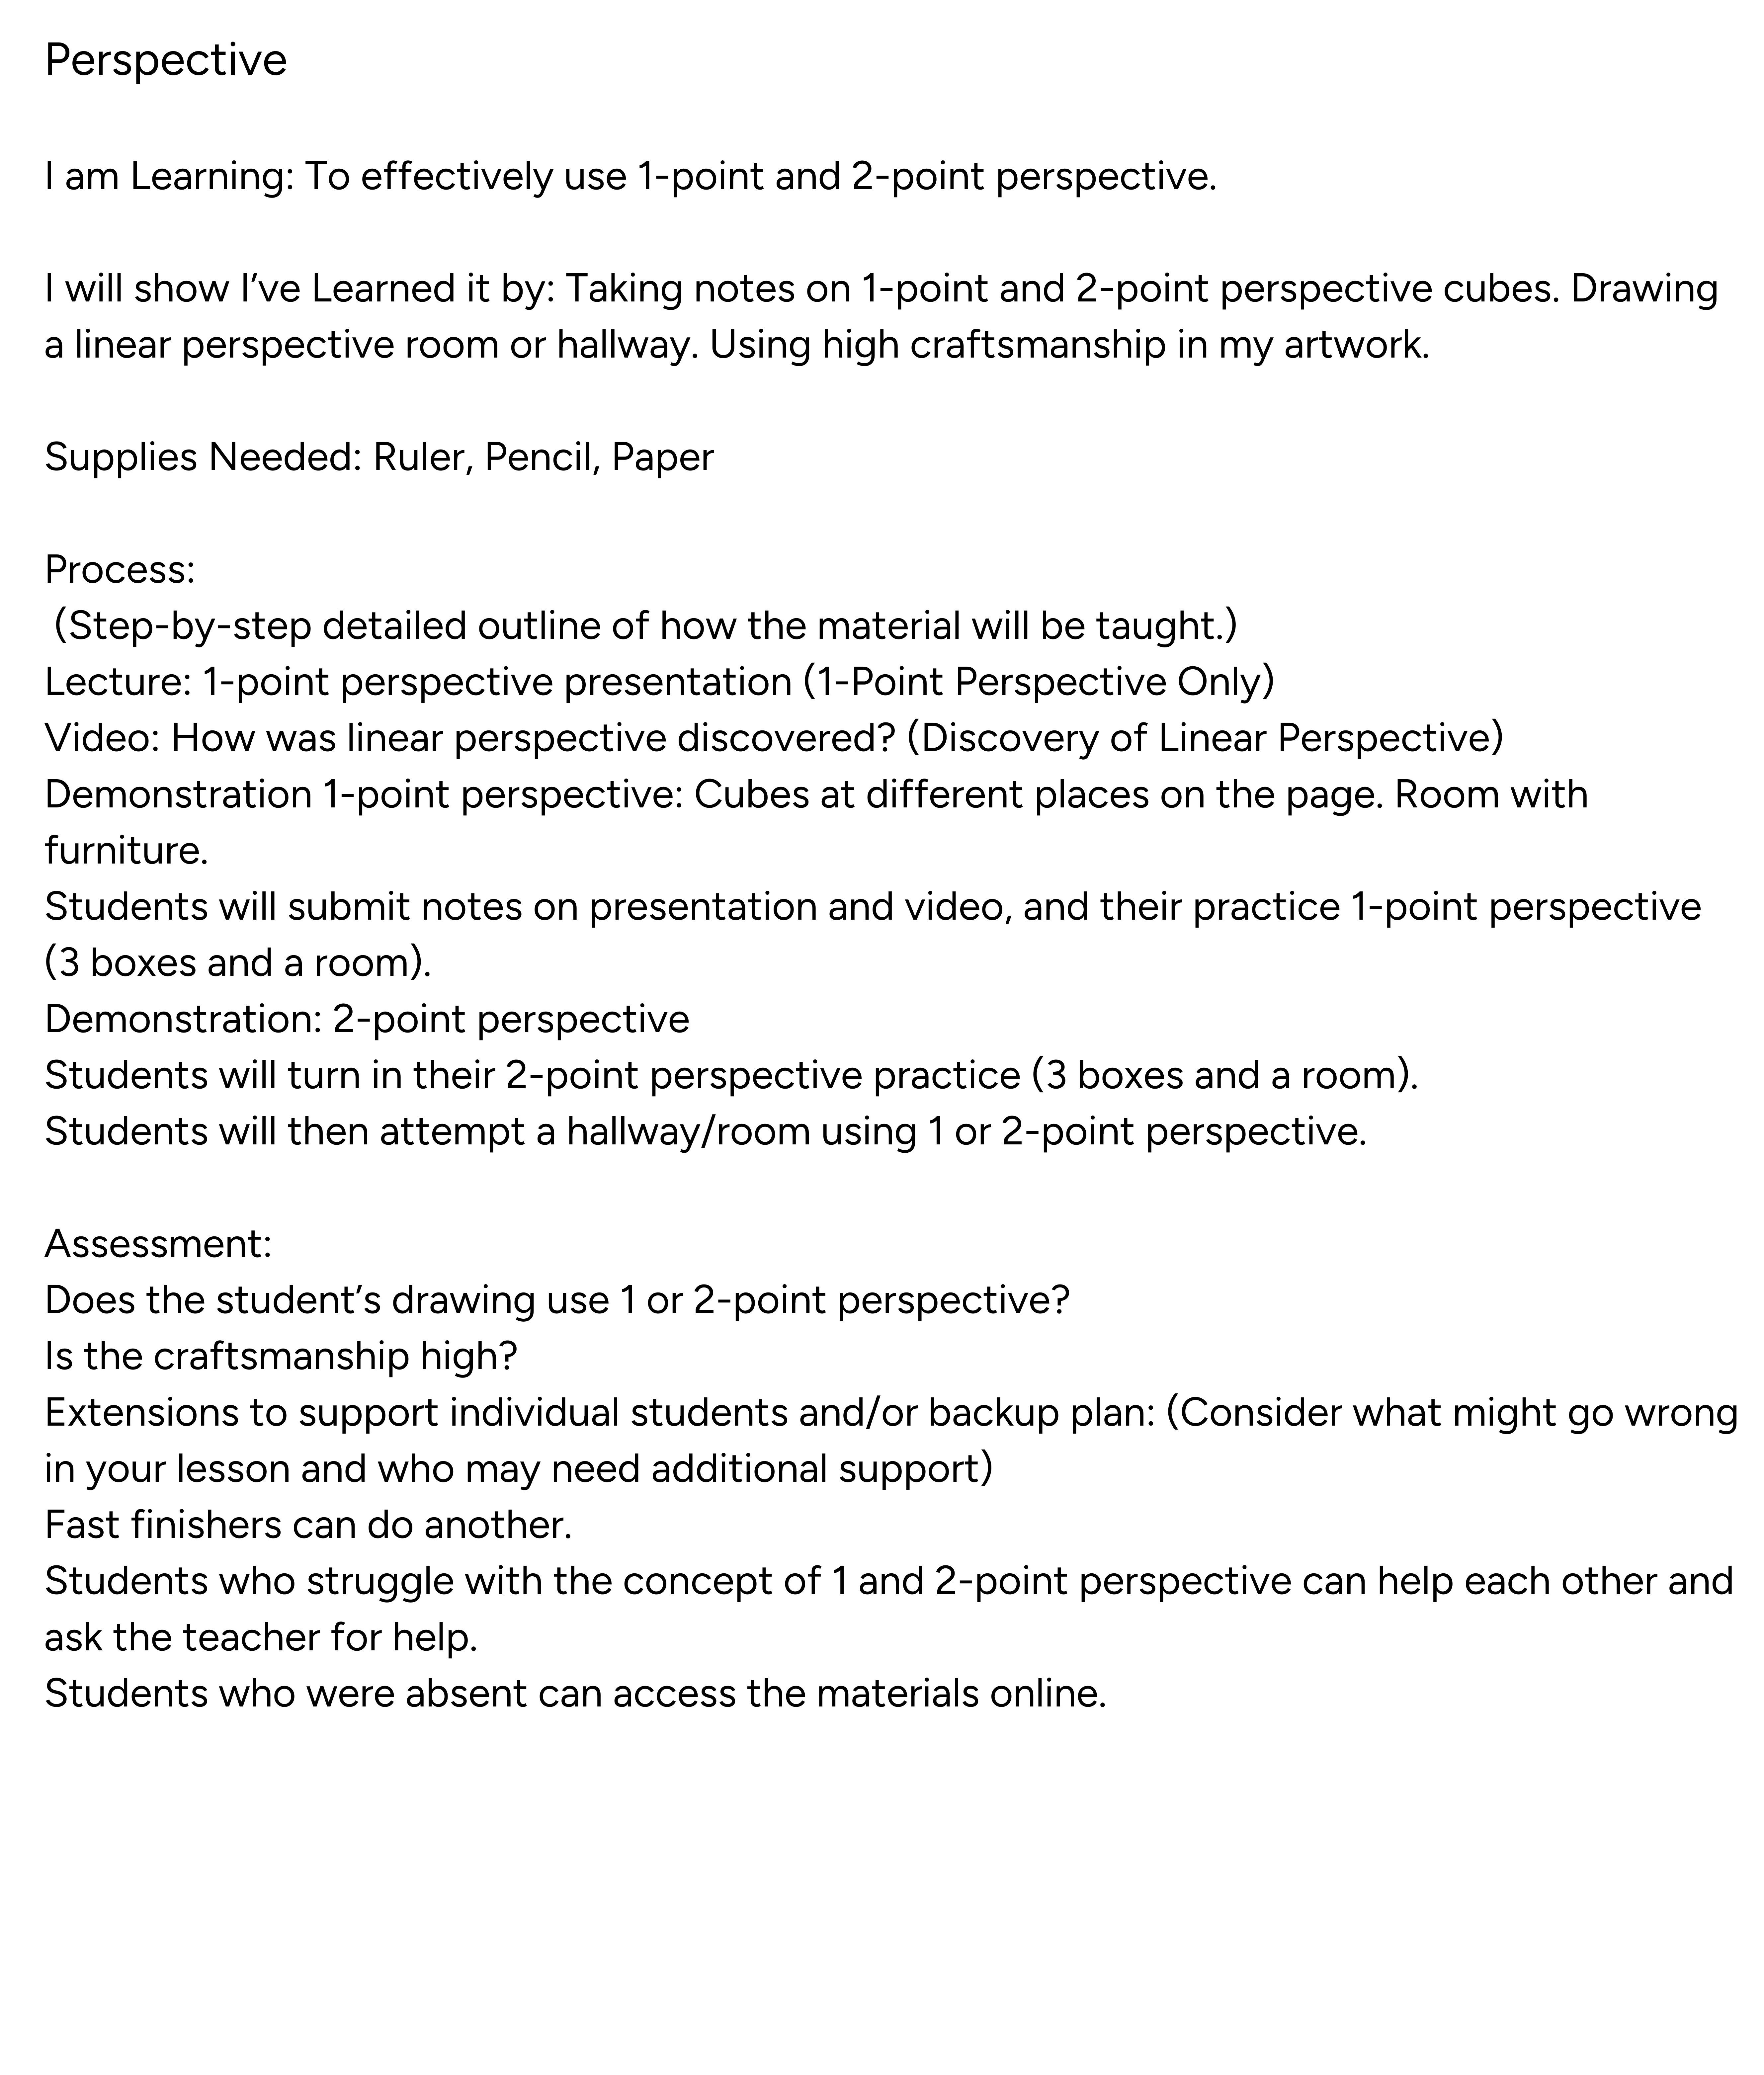 Perspective
I am Learning: To effectively use 1-point and 2-point perspective.
I will show I’ve Learned it by: Taking notes on 1-point and 2-point perspective cubes. Drawing
a linear perspective room or hallway. Using high craftsmanship in my artwork.
Supplies Needed: Ruler, Pencil, Paper
Process:
(Step-by-step detailed outline of how the material will be taught.)
Lecture: 1-point perspective presentation (1-Point Perspective Only)
Video: How was linear perspective discovered? (Discovery of Linear Perspective)
Demonstration 1-point perspective: Cubes at different places on the page. Room with
furniture.
Students will submit notes on presentation and video, and their practice 1-point perspective
(3 boxes and a room).
Demonstration: 2-point perspective
Students will turn in their 2-point perspective practice (3 boxes and a room).
Students will then attempt a hallway/room using 1 or 2-point perspective.
Assessment:
Does the student’s drawing use 1 or 2-point perspective?
Is the craftsmanship high?
Extensions to support individual students and/or backup plan: (Consider what might go wrong
in your lesson and who may need additional support)
Fast finishers can do another.
Students who struggle with the concept of 1 and 2-point perspective can help each other and
ask the teacher for help.
Students who were absent can access the materials online.